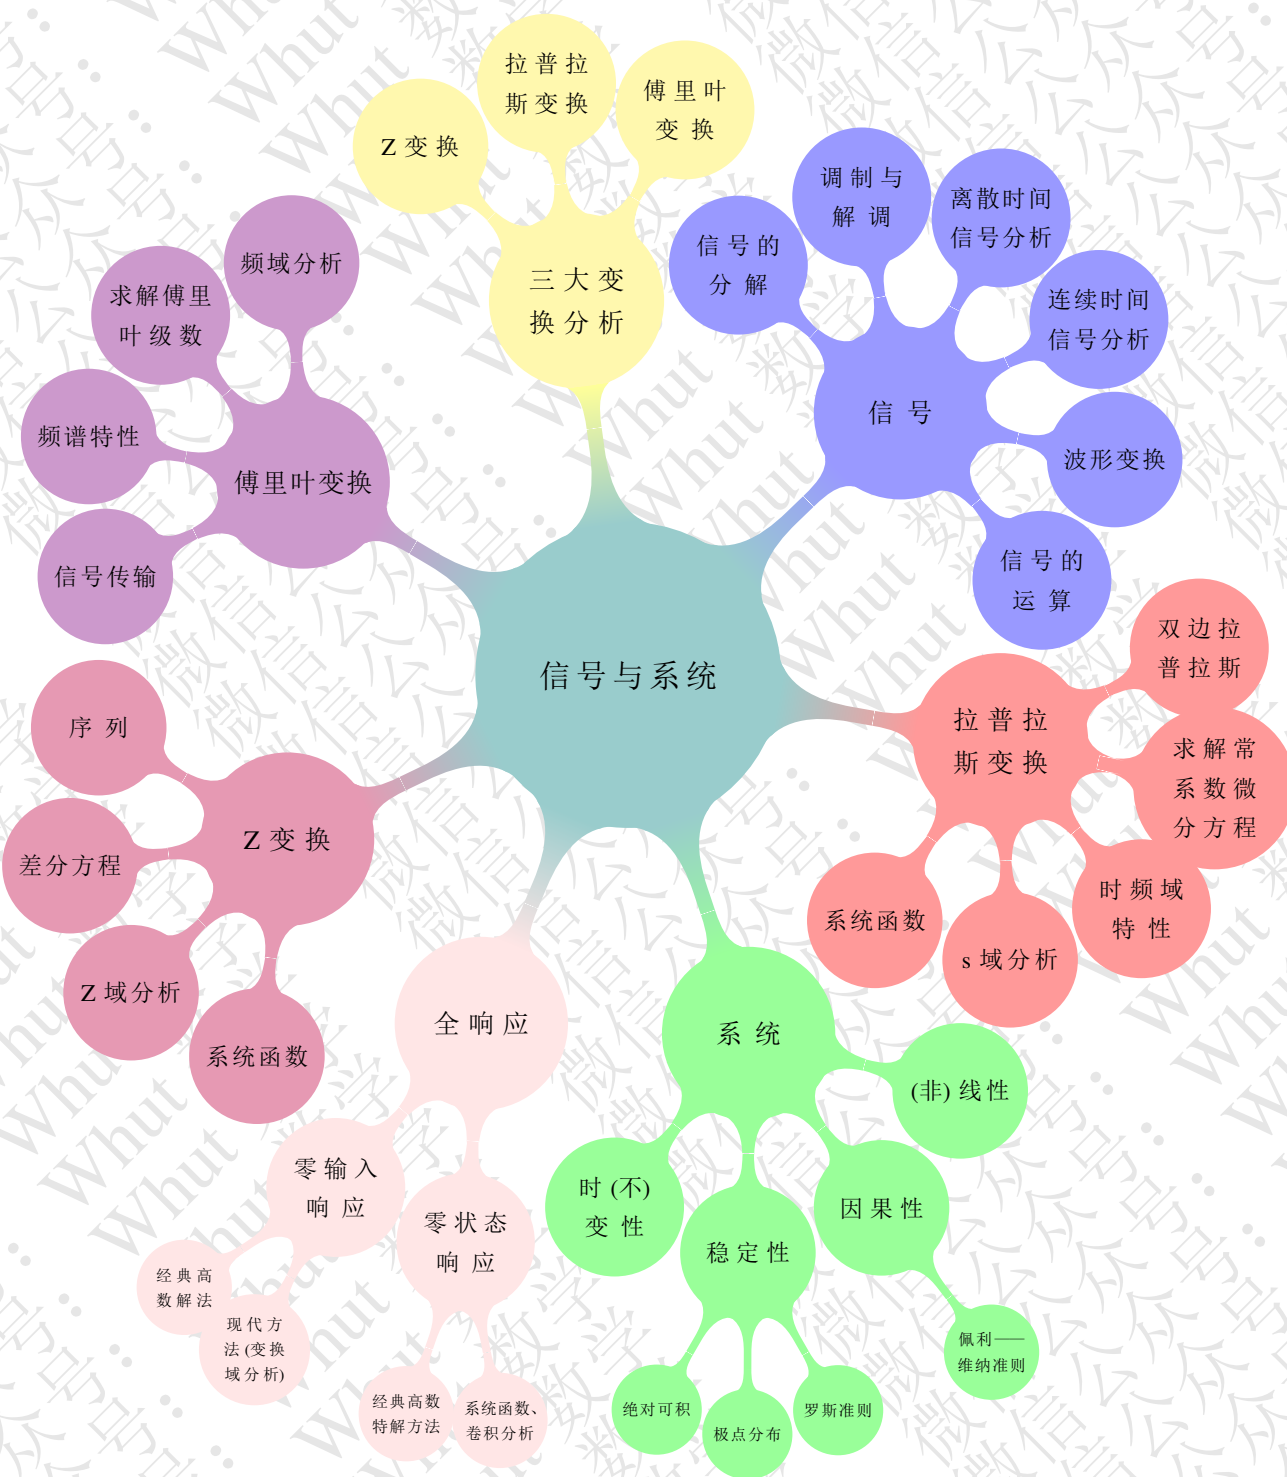 信号与系统
三大变
换分析
Z 变换
拉普拉
斯变换
傅里叶
变换
信号
信号的
分解
调制与
解调
离散时间
信号分析
连续时间
信号分析
波形变换
信号的
运算
拉普拉
斯变换
双边拉
普拉斯
求解常
系数微
分方程
时频域
特性
s 域分析
系统函数
系统
(非) 线性
因果性
佩利——
维纳准则
稳定性
罗斯准则
极点分布
绝对可积
时 (不)
变性
全响应
零状态
响应
系统函数、
卷积分析
经典高数
特解方法
零输入
响应
现代方
法 (变换
域分析)
经典高
数解法
Z 变换
系统函数
Z 域分析
差分方程
序列
傅里叶变换
信号传输
频谱特性
求解傅里
叶级数
频域分析
微信公众号：Whut 数学